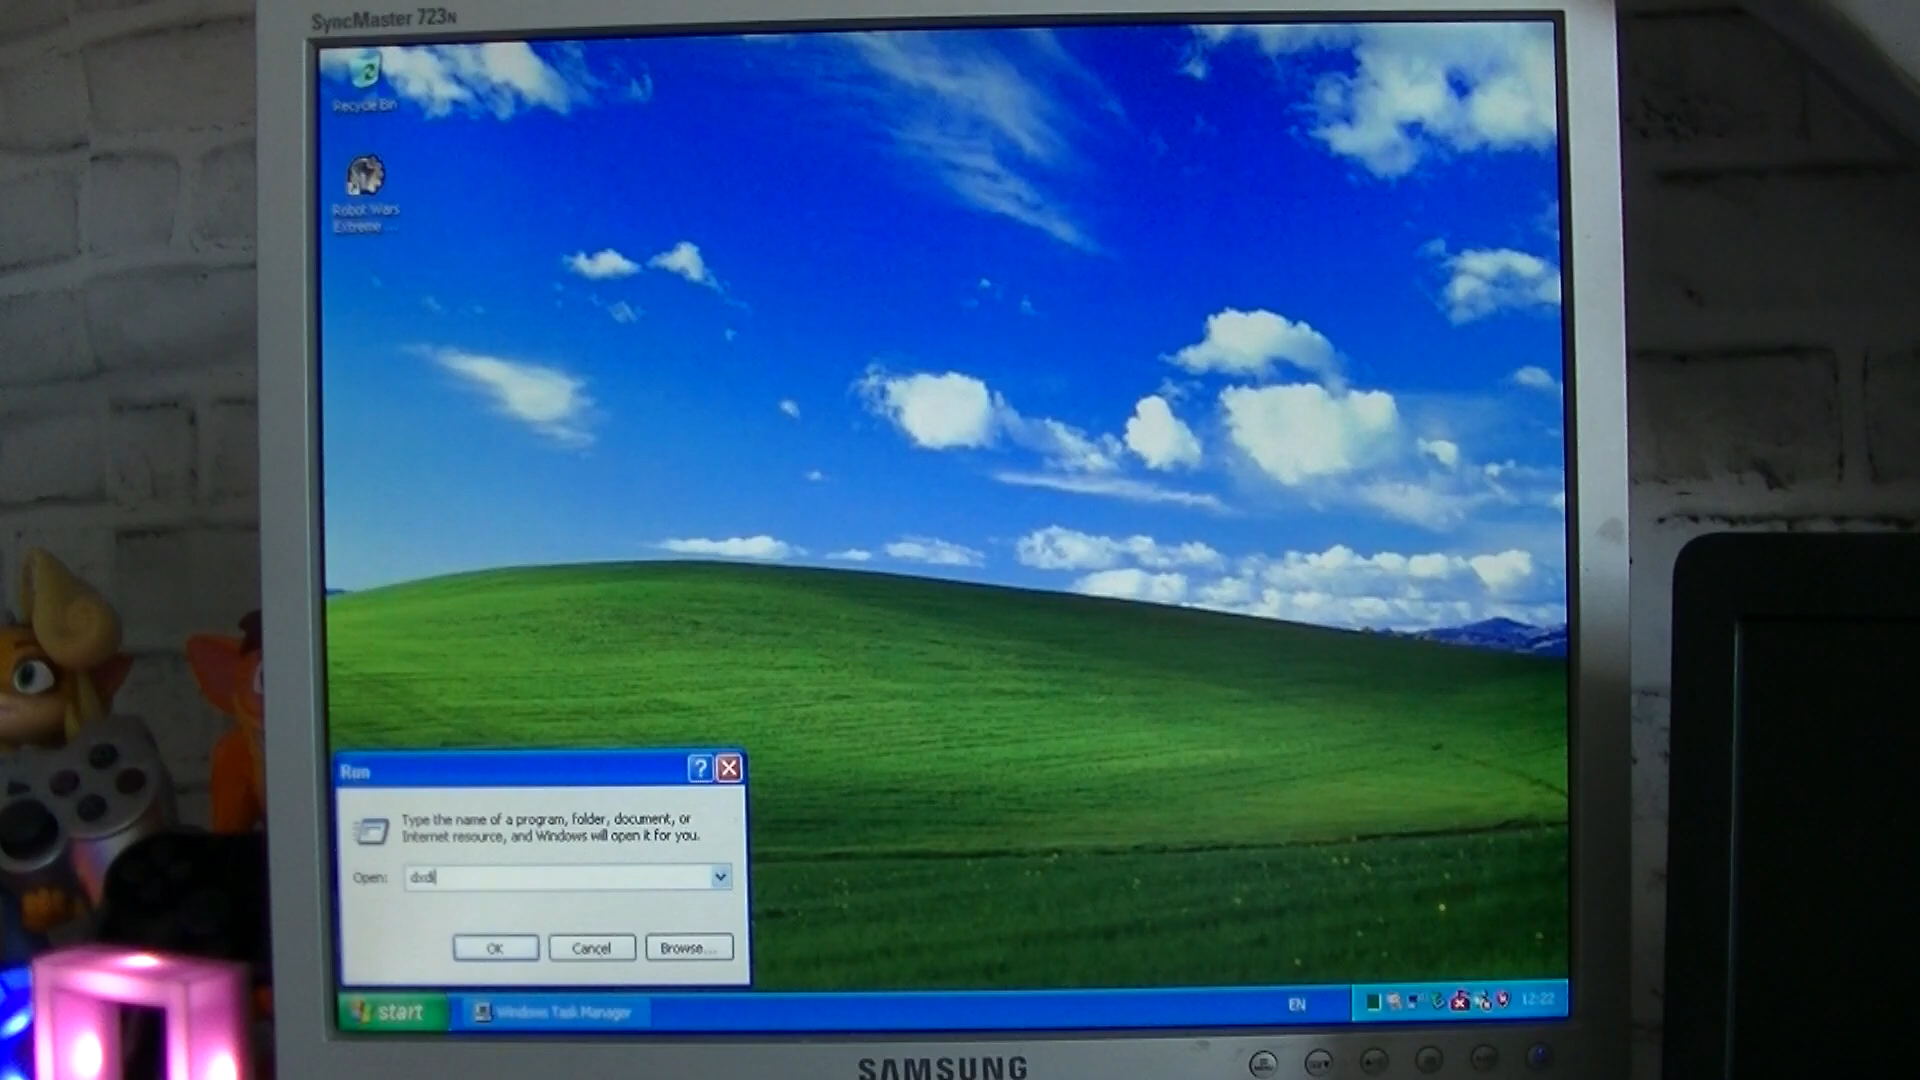 SyncMaster 723N
Recycle Bin
Robot Wars
Extreme ...
Run
Type the name of a program, folder, document, or
Internet resource, and Windows will open it for you.
Open:
dxdi
OK
Cancel
Browse...
start
Windows Task Manager
EN
12:22
SAMSUNG